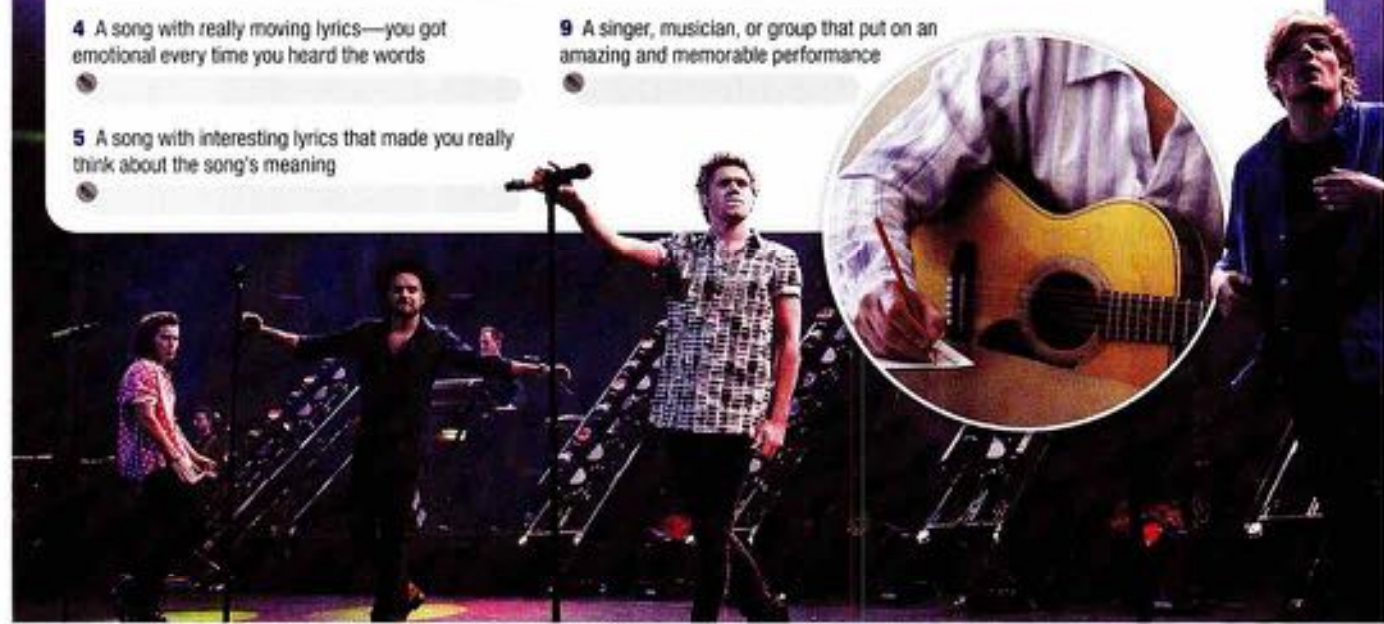 4 A song with really moving lyrics—you got
emotional every time you heard the words
5 A song with interesting lyrics that made you really
think about the song's meaning
9 A singer, musician, or group that put on an
amazing and memorable performance